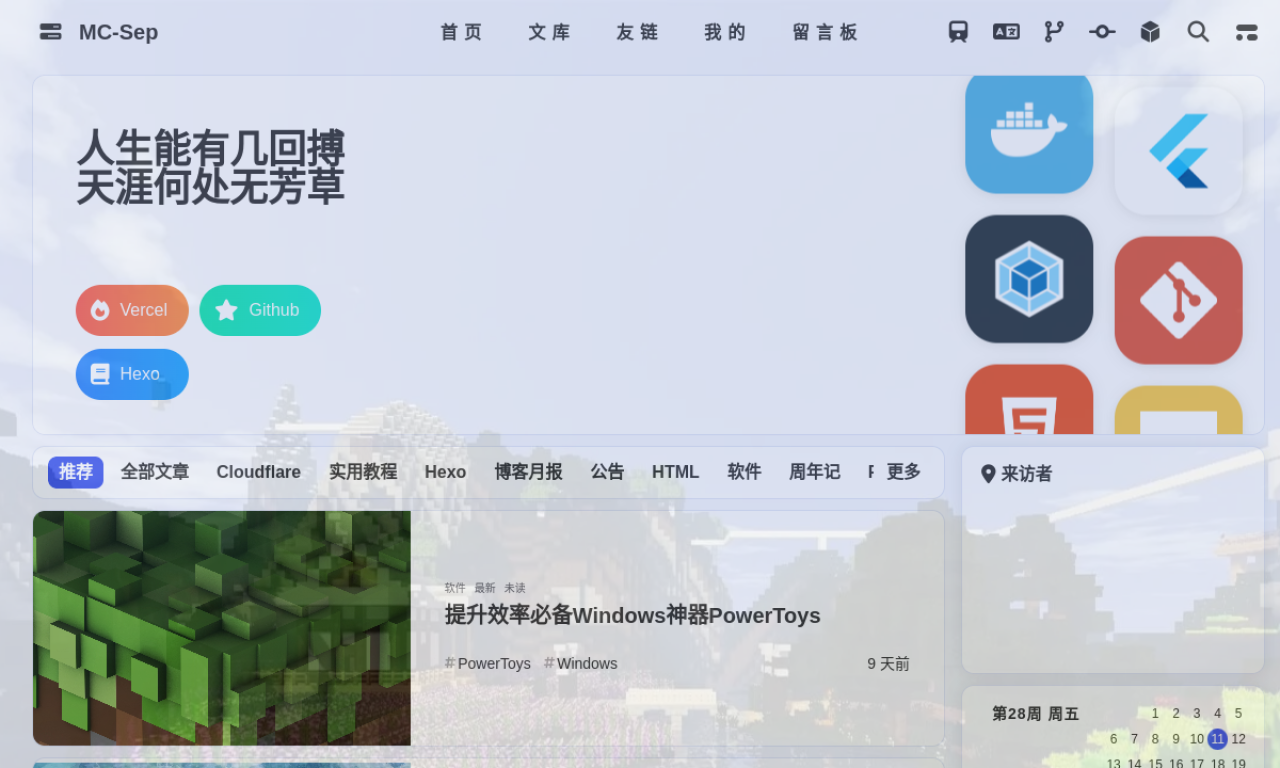 MC-Sep
首页 文库 友链 我的 留言板
人生能有几回搏
天涯何处无芳草
Vercel
Github
Hexo
推荐 全部文章 Cloudflare 实用教程 Hexo 博客月报 公告 HTML 软件 周年记 更多
来访者
软件 最新 未读
提升效率必备Windows神器PowerToys
#PowerToys #Windows
9 天前
第28周 周五
1 2 3 4 5
6 7 8 9 10 11 12
13 14 15 16 17 18 19